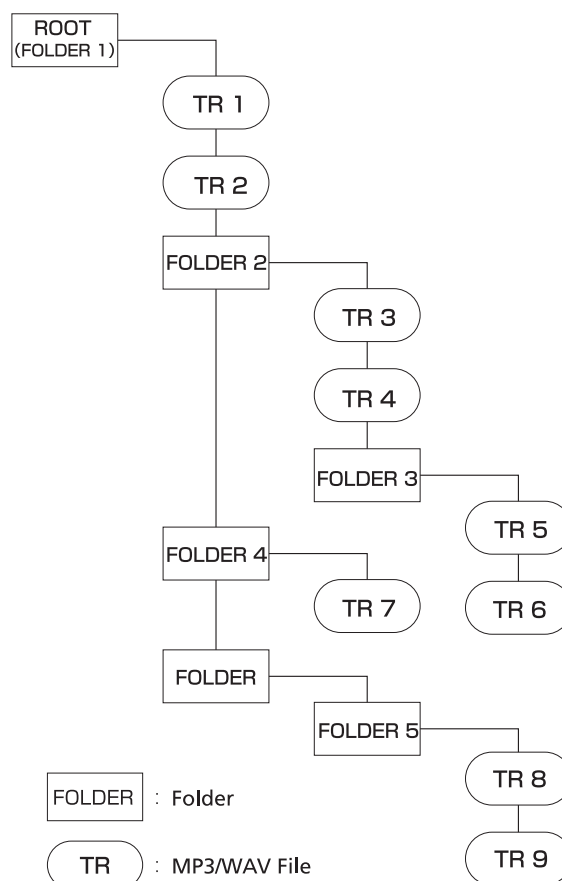 ROOT
(FOLDER 1)
TR 1
TR 2
FOLDER 2
TR 3
TR 4
FOLDER 3
TR 5
FOLDER 4
TR 7
TR 6
FOLDER
FOLDER 5
TR 8
FOLDER : Folder
TR 9
TR : MP3/WAV File